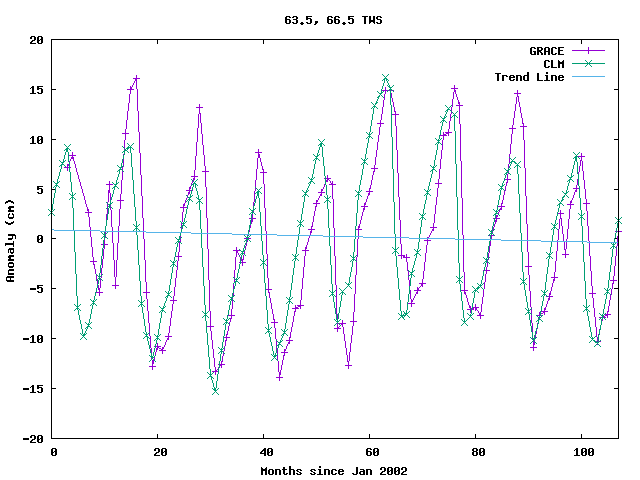 63.5, 66.5 TWS
GRACE
CLM
Trend Line
Anomaly (cm)
20
15
10
5
0
-5
-10
-15
-20
0 20 40 60 80 100
Months since Jan 2002